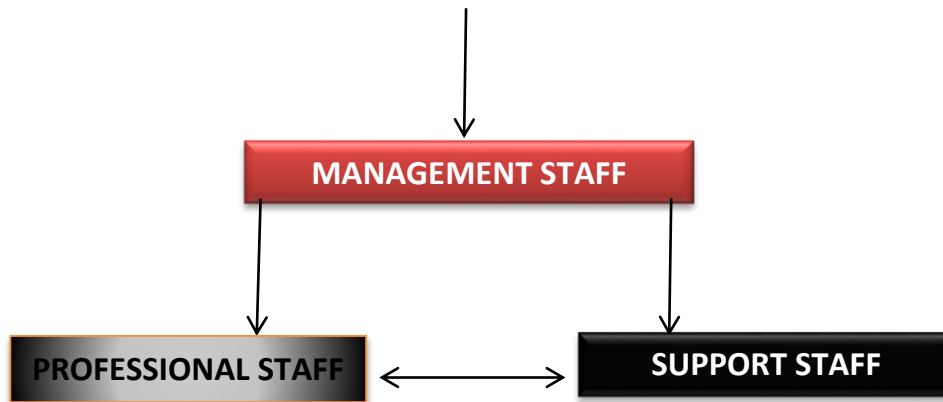 MANAGEMENT STAFF
PROFESSIONAL STAFF
SUPPORT STAFF